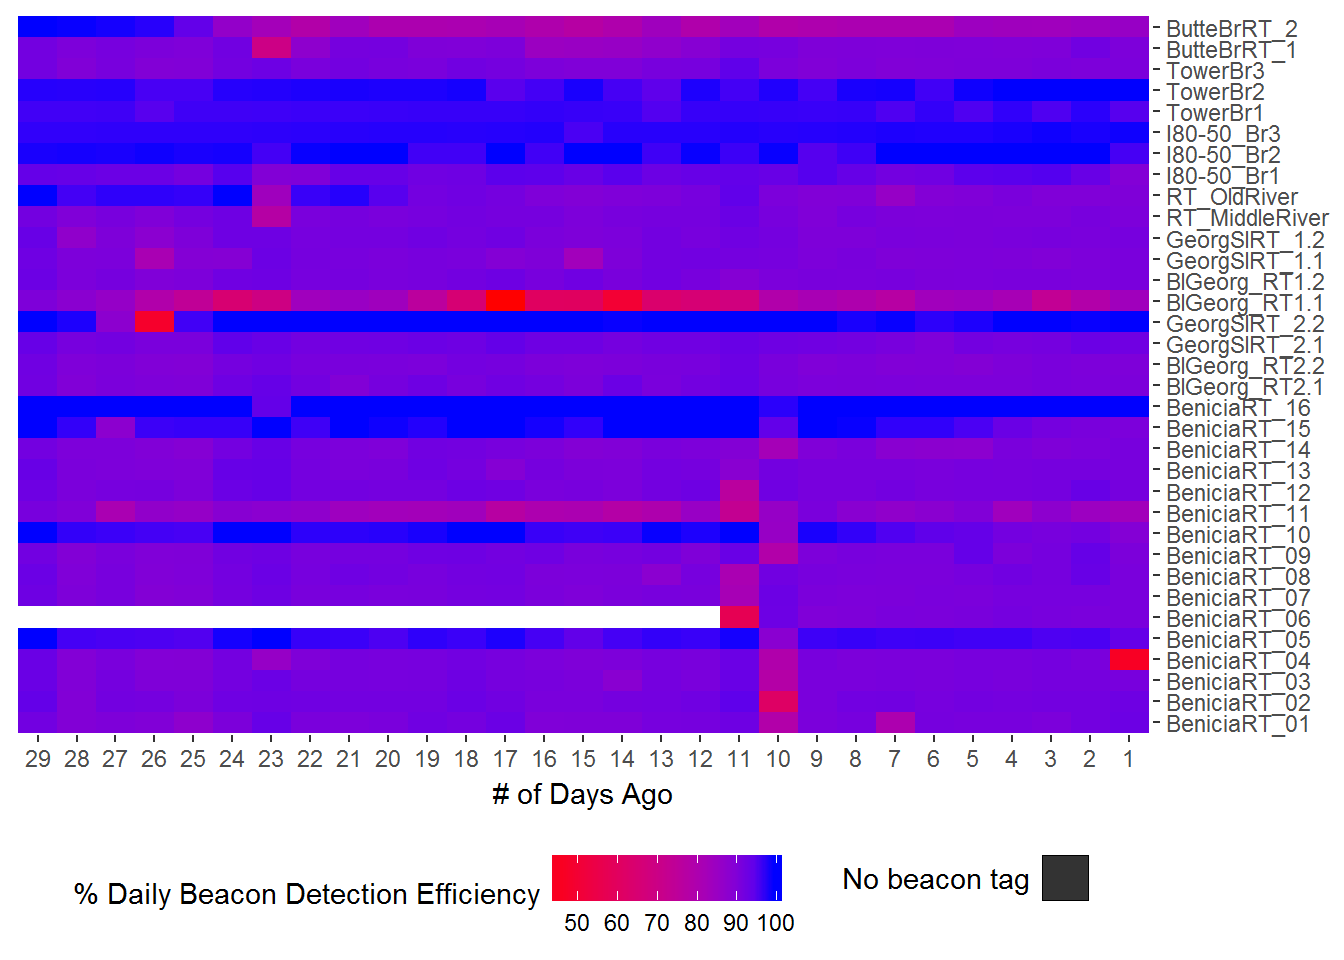 ButteBrRT_2
ButteBrRT_1
TowerBr3
TowerBr2
TowerBr1
I80-50_Br3
I80-50_Br2
I80-50_Br1
RT_OldRiver
RT_MiddleRiver
GeorgSlRT_1.2
GeorgSlRT_1.1
BlGeorg_RT1.2
BlGeorg_RT1.1
GeorgSlRT_2.2
GeorgSlRT_2.1
BlGeorg_RT2.2
BlGeorg_RT2.1
BeniciaRT_16
BeniciaRT_15
BeniciaRT_14
BeniciaRT_13
BeniciaRT_12
BeniciaRT_11
BeniciaRT_10
BeniciaRT_09
BeniciaRT_08
BeniciaRT_07
BeniciaRT_06
BeniciaRT_05
BeniciaRT_04
BeniciaRT_03
BeniciaRT_02
BeniciaRT_01
29 28 27 26 25 24 23 22 21 20 19 18 17 16 15 14 13 12 11 10 9 8 7 6 5 4 3 2 1
# of Days Ago
% Daily Beacon Detection Efficiency
50 60 70 80 90 100
No beacon tag